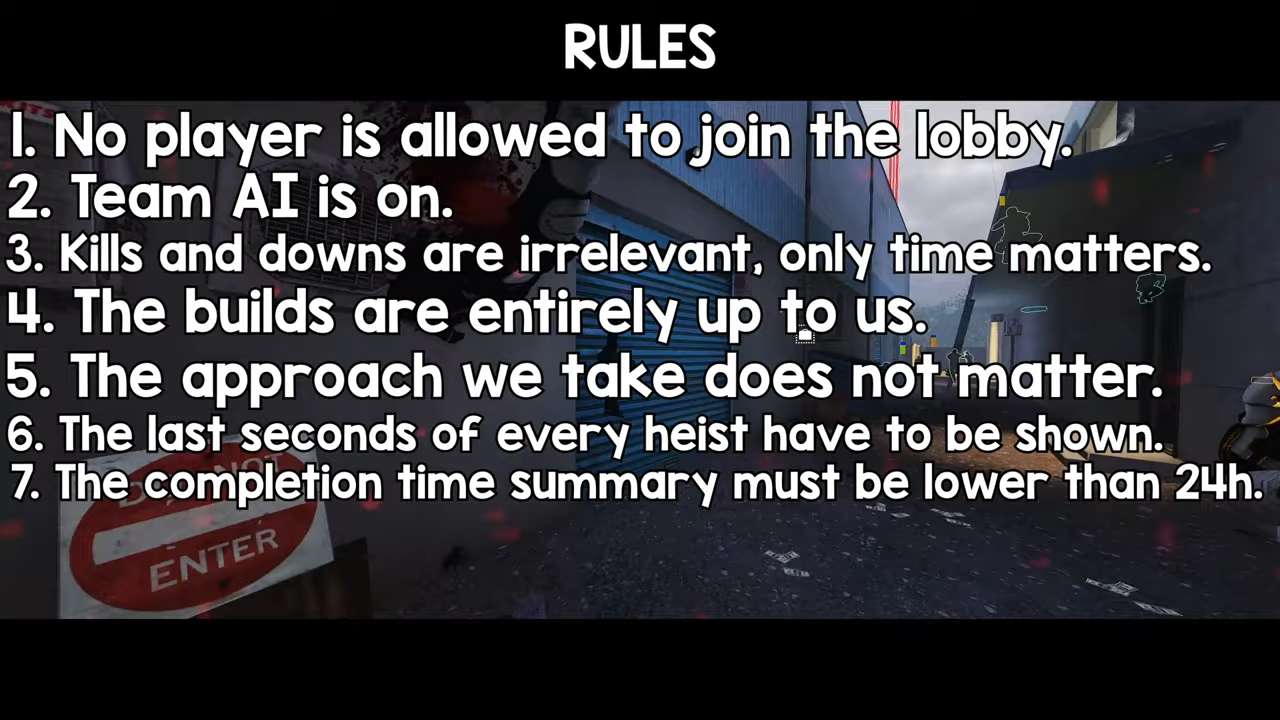 RULES
1. No player is allowed to join the lobby.
2. Team AI is on.
3. Kills and downs are irrelevant, only time matters.
4. The builds are entirely up to us.
5. The approach we take does not matter.
6. The last seconds of every heist have to be shown.
7. The completion time summary must be lower than 24h.
DO NOT
ENTER